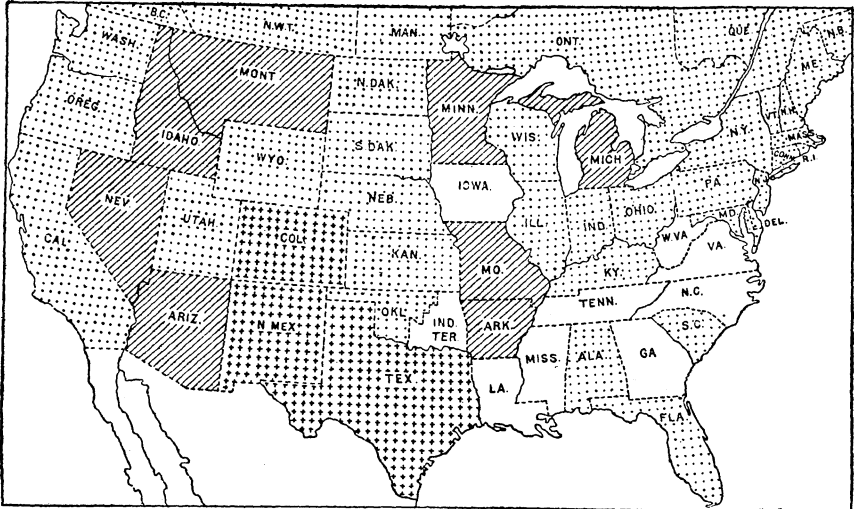 B.C.
N.W.T.
MAN.
ONT.
QUE.
N.B.
WASH.
MONT.
N.DAK.
MINN.
ME.
OREG.
IDAHO
WYO.
S.DAK.
WIS.
MICH
N.Y.
VT.
MASS.
CONN.
R.I.
NEV.
UTAH
COL.
NEB.
IOWA.
ILL.
IND.
OHIO.
PA.
N.J.
MD.
DEL.
CAL.
KAN.
MO.
KY.
W.VA.
VA.
ARIZ.
N.MEX.
OKL.
IND.
TER.
ARK.
TENN.
N.C.
S.C.
TEX.
LA.
MISS.
ALA.
GA
FLA.